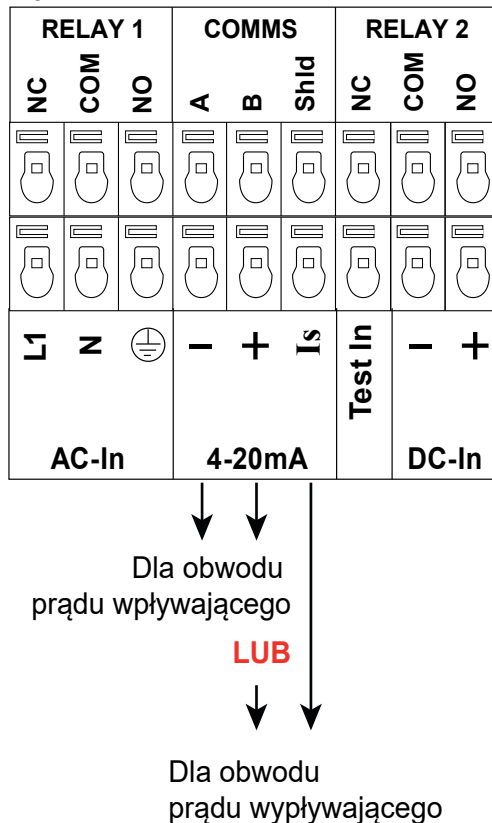 RELAY 1 COMMS RELAY 2
NC COM NO A B Shld NC COM NO
L1 N − + Is Test In − +
AC-In 4-20mA DC-In
Dla obwodu
prądu wpływającego
LUB
Dla obwodu
prądu wypływającego